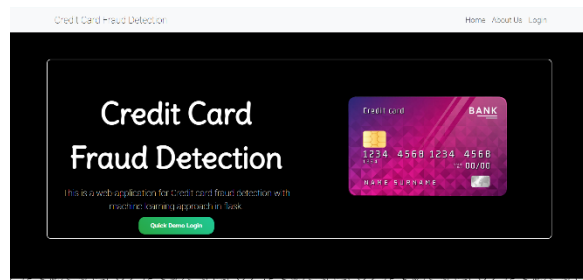 Credit Card Fraud Detection
Home About Us Login
Credit Card
Fraud Detection
This is a web application for Credit card fraud detection with
machine learning approach in flask
Quick Demo Login
Credit card
BANK
1234 4568 1234 4568
1234
00/00
NAME SURNAME